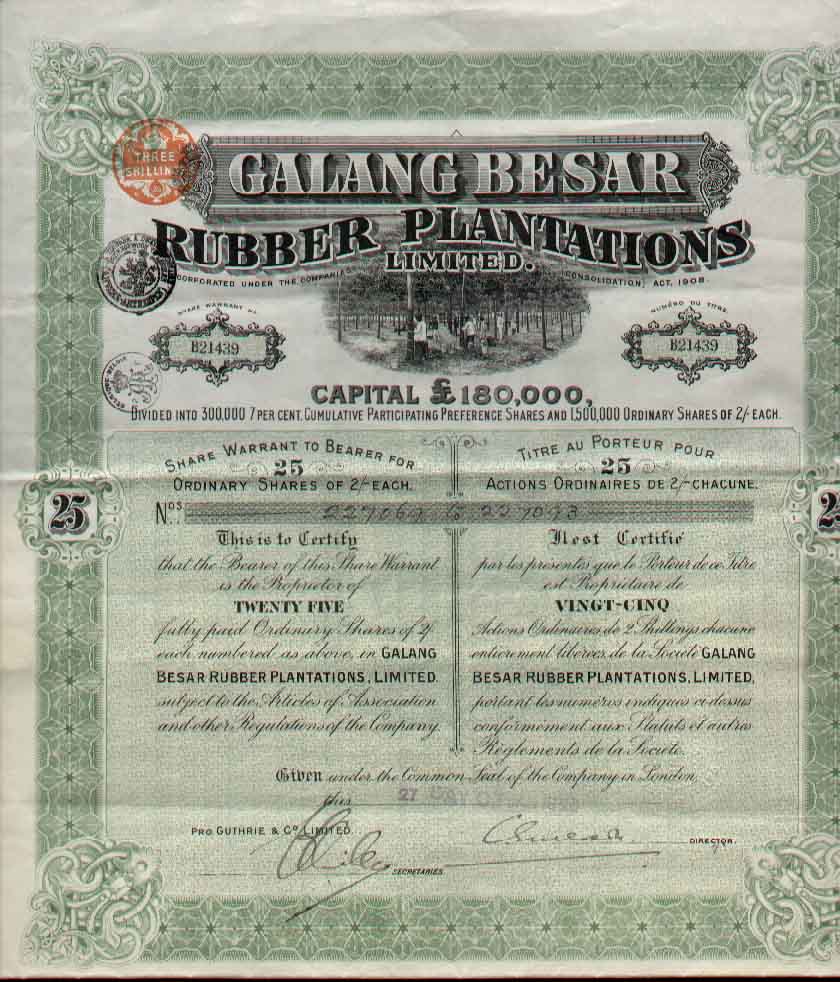 THREE
SHILLINGS
GALANG BESAR
RUBBER PLANTATIONS
LIMITED.
INCORPORATED UNDER THE COMPANIES (CONSOLIDATION) ACT, 1908.
SHARE WARRANT Nº
B21439
NUMÉRO DU TITRE
B21439
CAPITAL £180,000,
DIVIDED INTO 300,000 7 PER CENT. CUMULATIVE PARTICIPATING PREFERENCE SHARES AND 1,500,000 ORDINARY SHARES OF 2/- EACH.
SHARE WARRANT TO BEARER FOR
25
ORDINARY SHARES OF 2/- EACH.
TITRE AU PORTEUR POUR
25
ACTIONS ORDINAIRES DE 2/- CHACUNE.
25
25
Nos. 227069 to 227093
This is to Certify
that the Bearer of this Share Warrant
is the Proprietor of
TWENTY FIVE
fully paid Ordinary Shares of 2/-
each numbered as above, in GALANG
BESAR RUBBER PLANTATIONS, LIMITED.
subject to the Articles of Association
and other Regulations of the Company.
Il est Certifié
par les présentes que le Porteur de ce Titre
est Propriétaire de
VINGT-CINQ
Actions Ordinaires de 2 Shillings chacune
entièrement libérées, de la Société GALANG
BESAR RUBBER PLANTATIONS, LIMITED,
portant les numéros indiqués ci-dessus
conformément aux Statuts et autres
Règlements de la Société.
Given under the Common Seal of the Company in London,
this 27
PRO GUTHRIE & Co LIMITED.
SECRETARIES.
DIRECTOR.